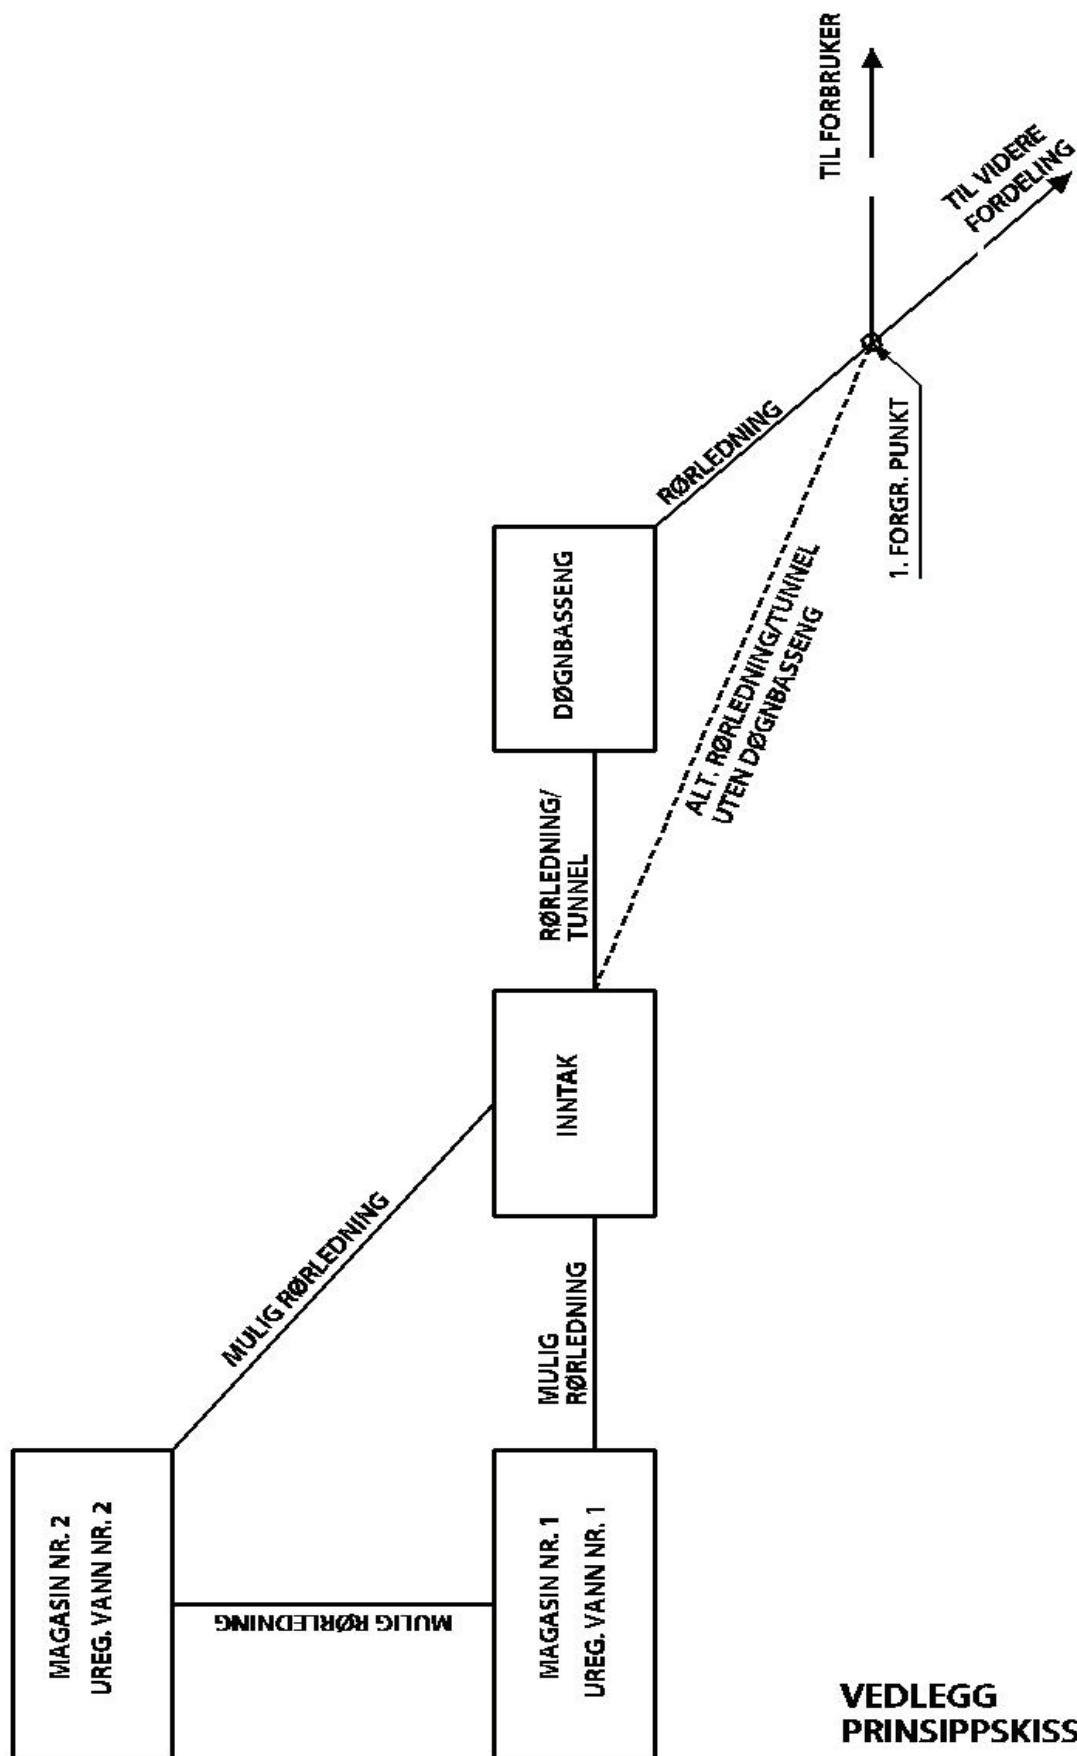 MAGASIN NR. 2
UREG. VANN NR. 2
MULIG RØRLEDNING
MULIG RØRLEDNING
MAGASIN NR. 1
UREG. VANN NR. 1
MULIG
RØRLEDNING
INNTAK
RØRLEDNING/
TUNNEL
DØGNBASSENG
RØRLEDNING
ALT. RØRLEDNING/TUNNEL
UTEN DØGNBASSENG
1. FORGR. PUNKT
TIL FORBRUKER
TIL VIDERE
FORDELING
VEDLEGG
PRINSIPPSKISS